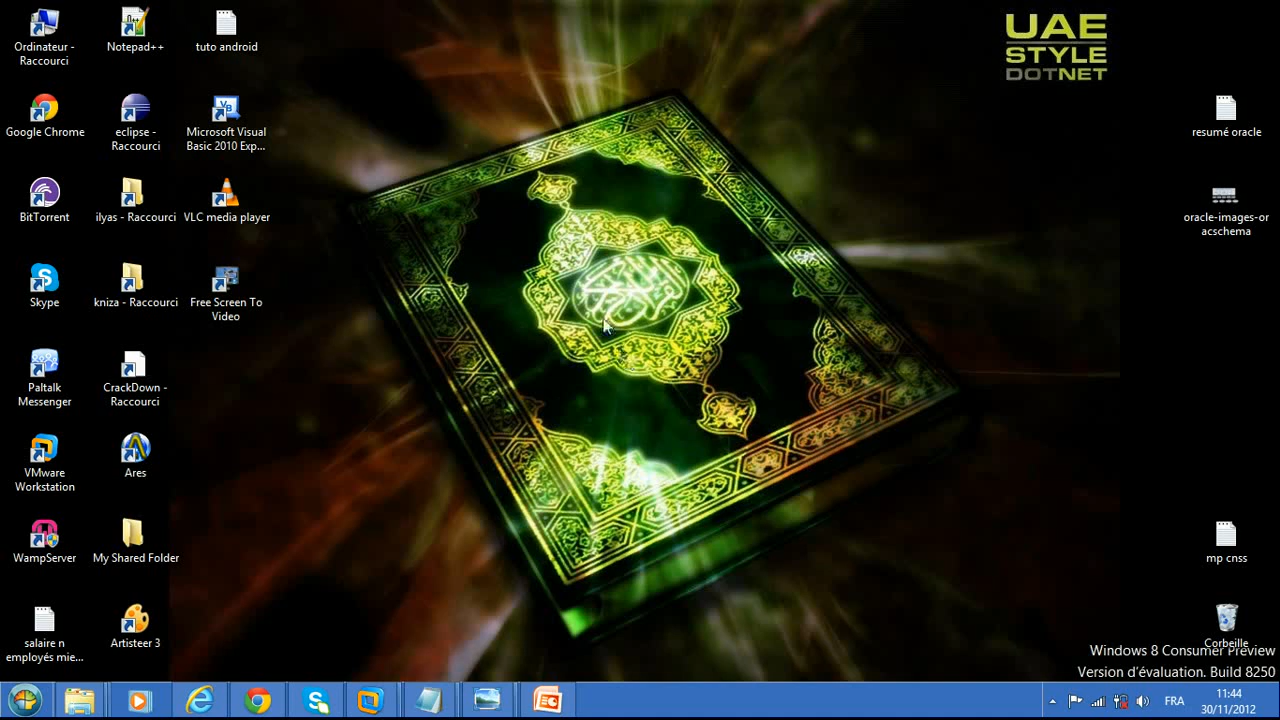 Ordinateur -
Raccourci
Notepad++
tuto android
Google Chrome
eclipse -
Raccourci
Microsoft Visual
Basic 2010 Exp...
BitTorrent
ilyas - Raccourci
VLC media player
Skype
kniza - Raccourci
Free Screen To
Video
Paltalk
Messenger
CrackDown -
Raccourci
VMware
Workstation
Ares
WampServer
My Shared Folder
salaire n
employés mie...
Artisteer 3
UAE
STYLE
DOTNET
resumé oracle
oracle-images-or
acschema
mp cnss
Corbeille
Windows 8 Consumer Preview
Version d'évaluation. Build 8250
FRA
11:44
30/11/2012